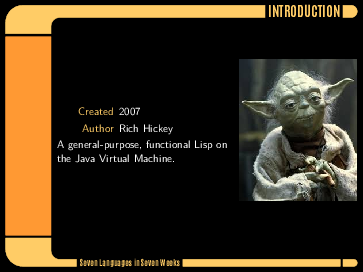 INTRODUCTION
Created 2007
Author Rich Hickey
A general-purpose, functional Lisp on
the Java Virtual Machine.
Seven Languages in Seven Weeks